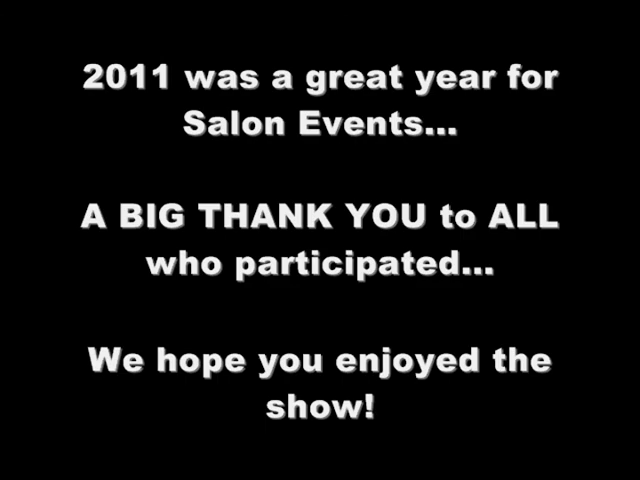 2011 was a great year for
Salon Events...
A BIG THANK YOU to ALL
who participated...
We hope you enjoyed the
show!